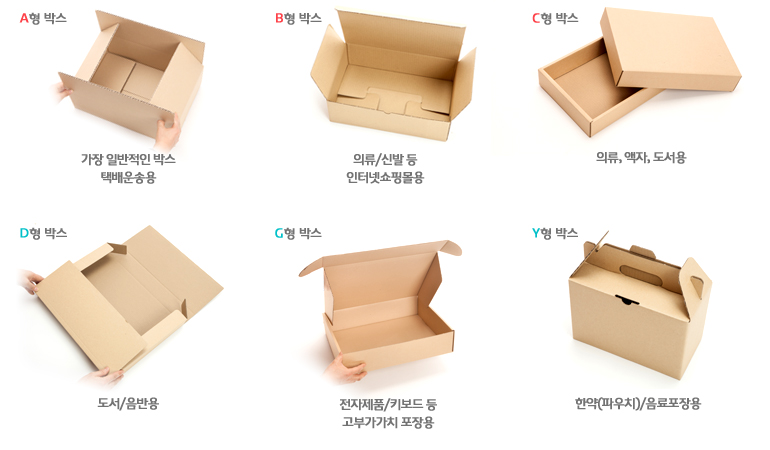 A형 박스
가장 일반적인 박스
택배운송용
B형 박스
의류/신발 등
인터넷쇼핑몰용
C형 박스
의류, 액자, 도서용
D형 박스
도서/음반용
G형 박스
전자제품/키보드 등
고부가가치 포장용
Y형 박스
한약(파우치)/음료포장용